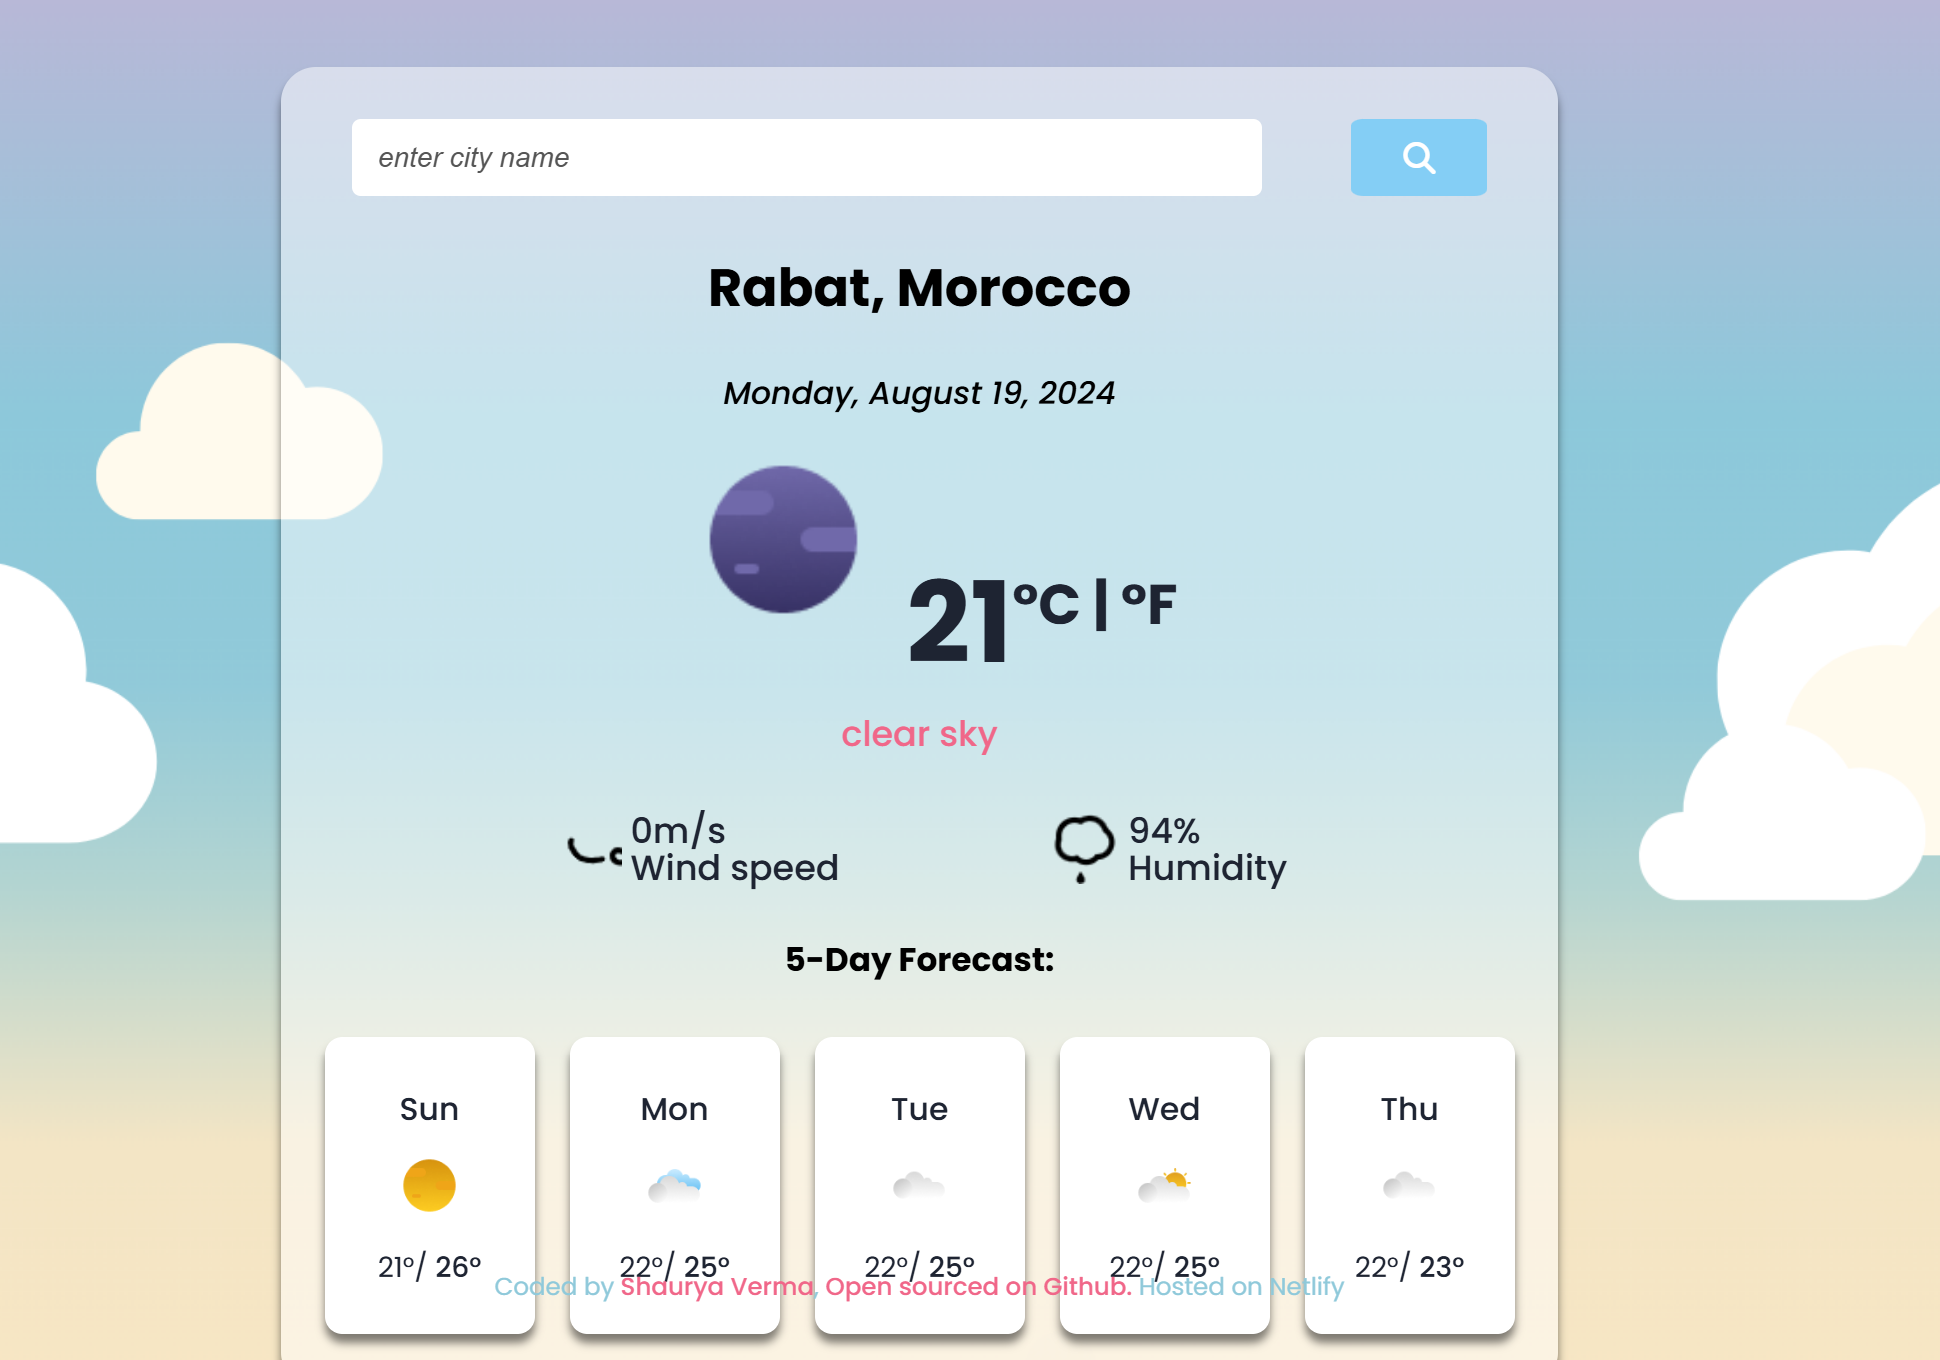 enter city name
Rabat, Morocco
Monday, August 19, 2024
21°C | °F
clear sky
0m/s
Wind speed
94%
Humidity
5-Day Forecast:
Sun
21°/ 26°
Mon
22°/ 25°
Tue
22°/ 25°
Wed
22°/ 25°
Thu
22°/ 23°
Coded by Shaurya Verma, Open sourced on Github. Hosted on Netlify